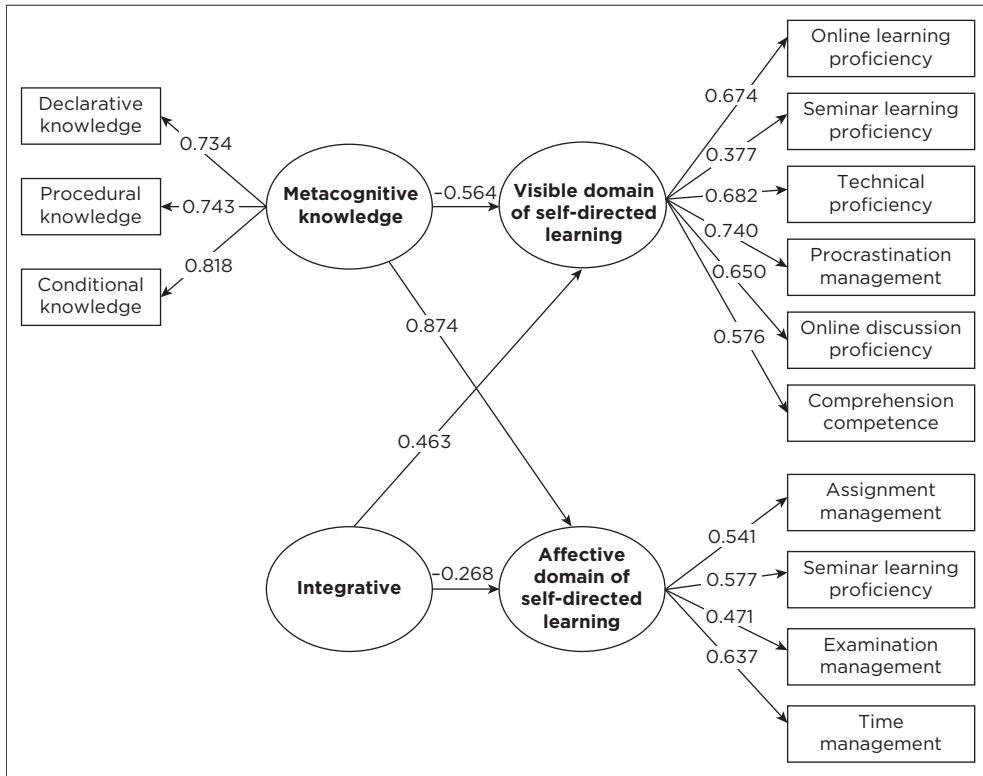 Declarative
knowledge
Procedural
knowledge
Conditional
knowledge
0.734
0.743
0.818
Metacognitive
knowledge
–0.564
0.874
Integrative
0.463
–0.268
Visible domain
of self-directed
learning
Affective
domain of
self-directed
learning
0.674
0.377
0.682
0.740
0.650
0.576
Online learning
proficiency
Seminar learning
proficiency
Technical
proficiency
Procrastination
management
Online discussion
proficiency
Comprehension
competence
0.541
0.577
0.471
0.637
Assignment
management
Seminar learning
proficiency
Examination
management
Time
management